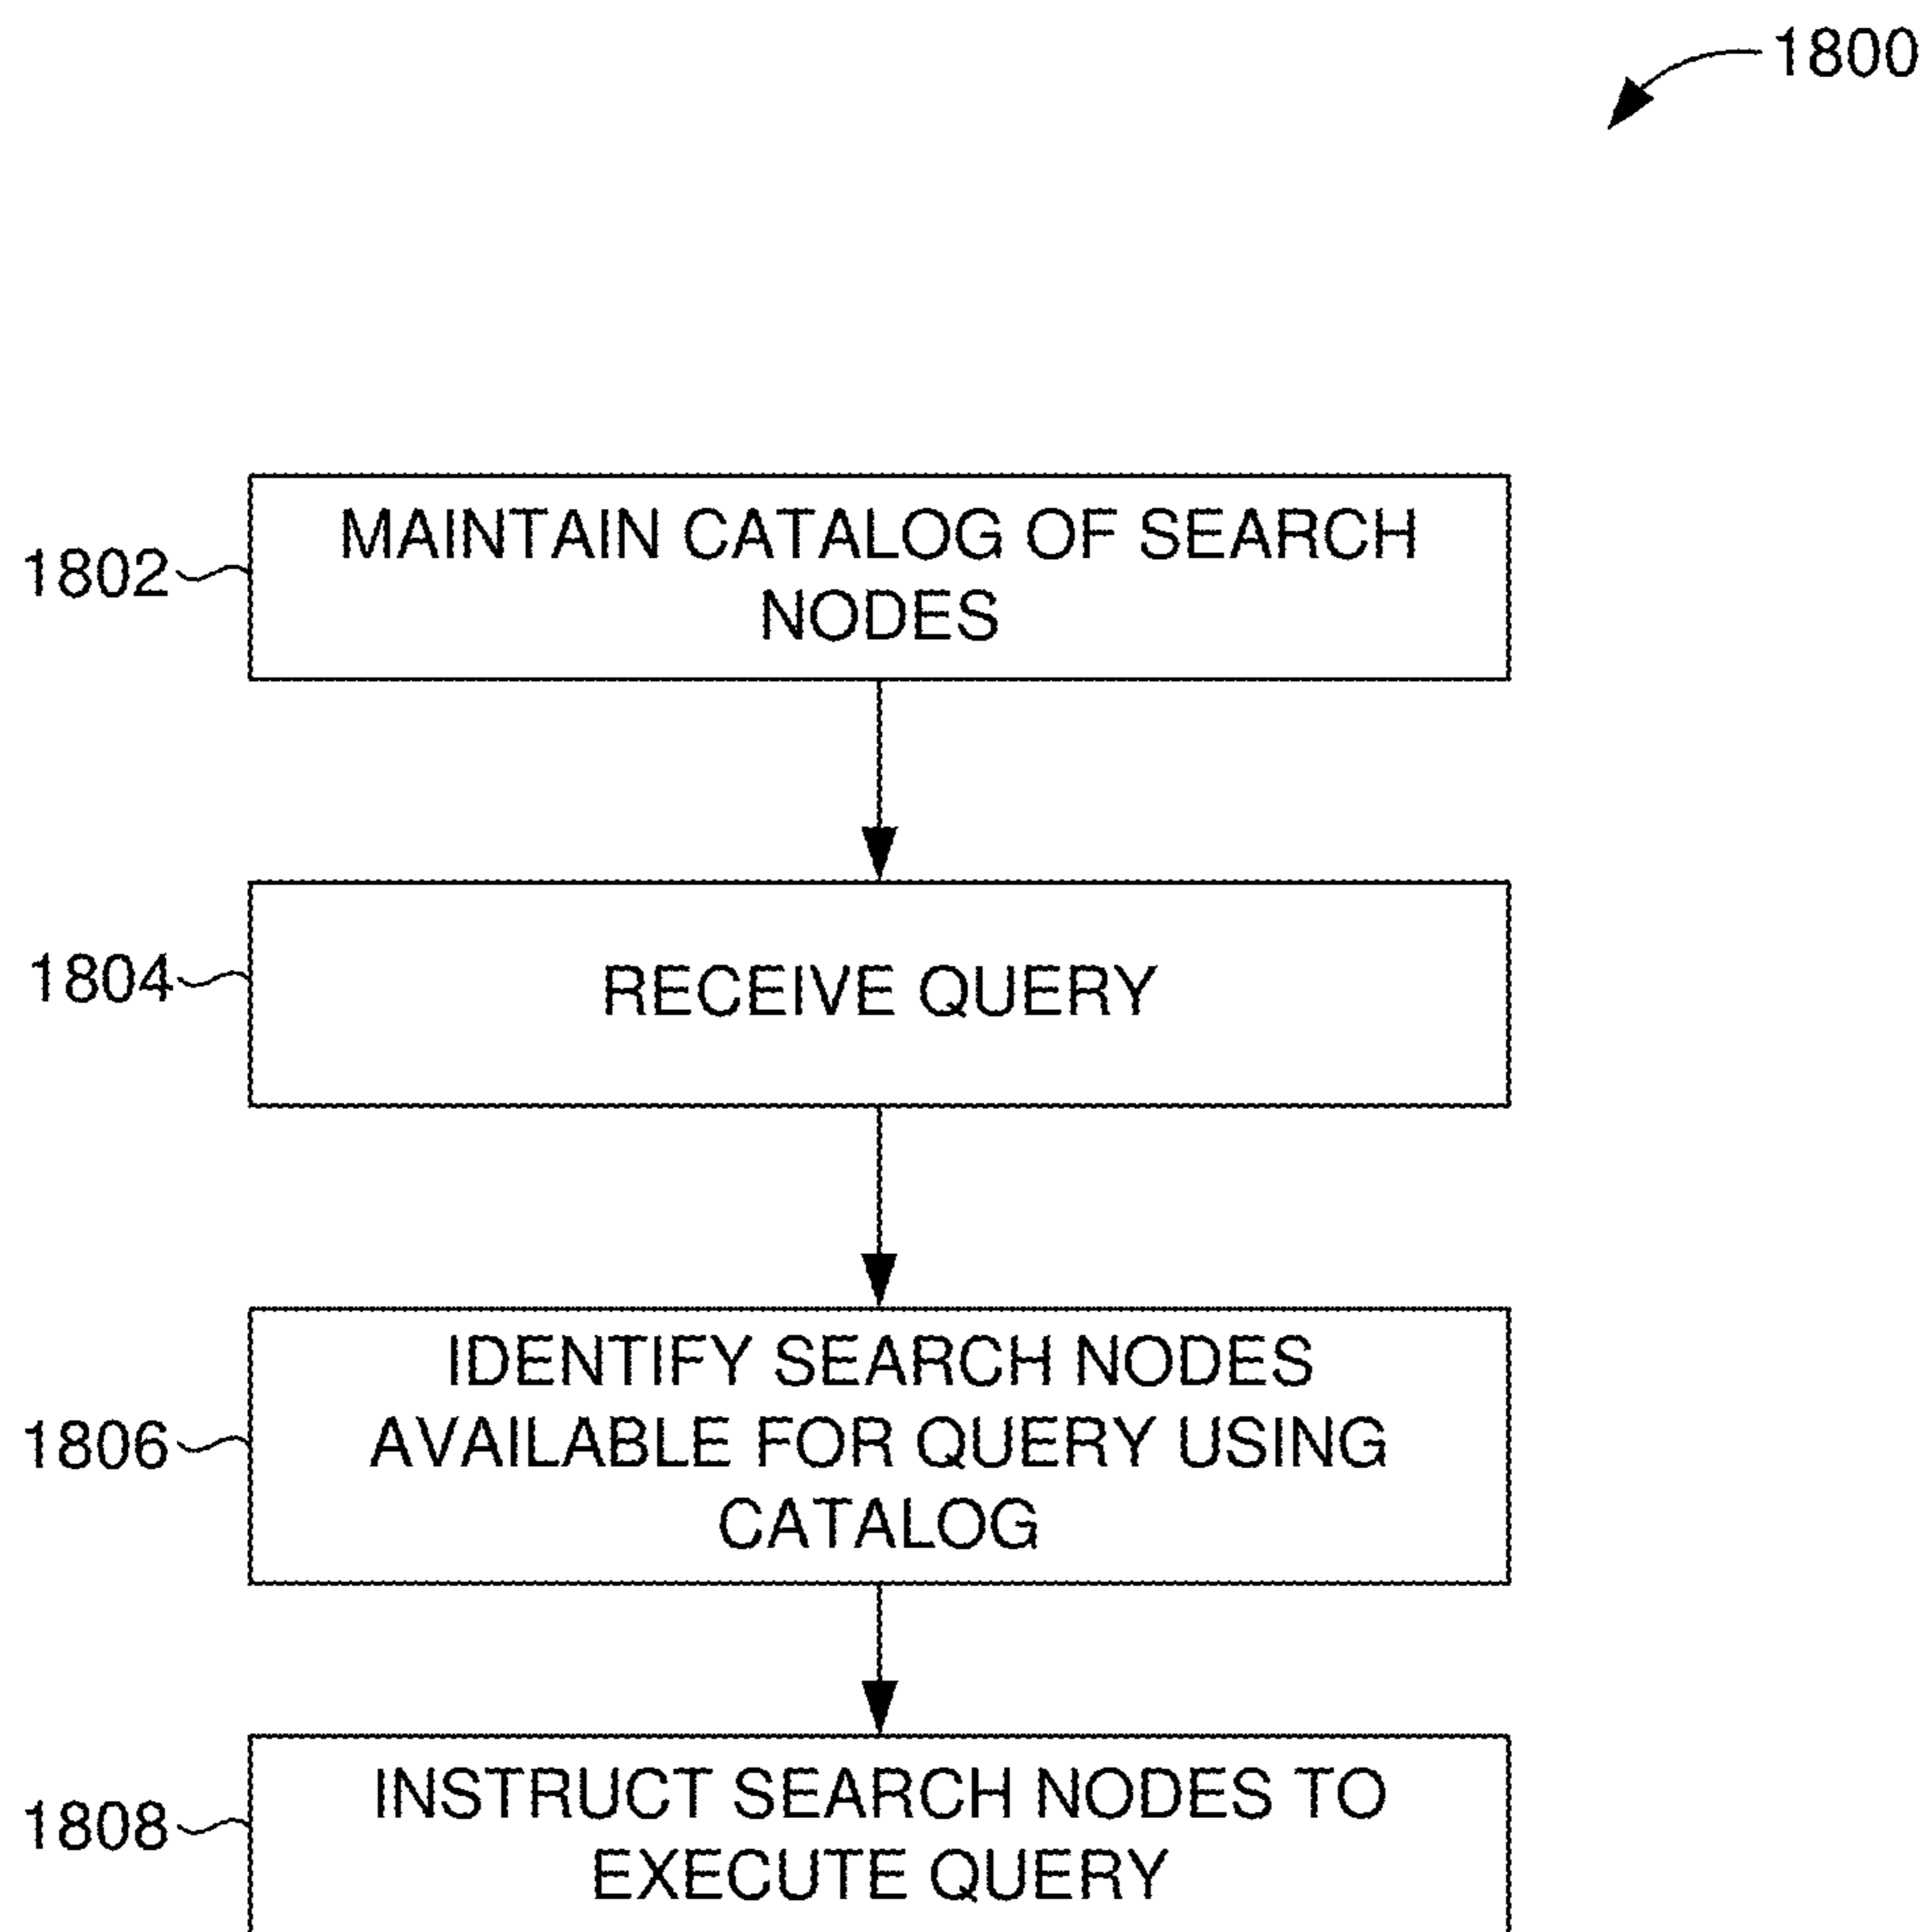 1800
1802
MAINTAIN CATALOG OF SEARCH
NODES
1804
RECEIVE QUERY
1806
IDENTIFY SEARCH NODES
AVAILABLE FOR QUERY USING
CATALOG
1808
INSTRUCT SEARCH NODES TO
EXECUTE QUERY